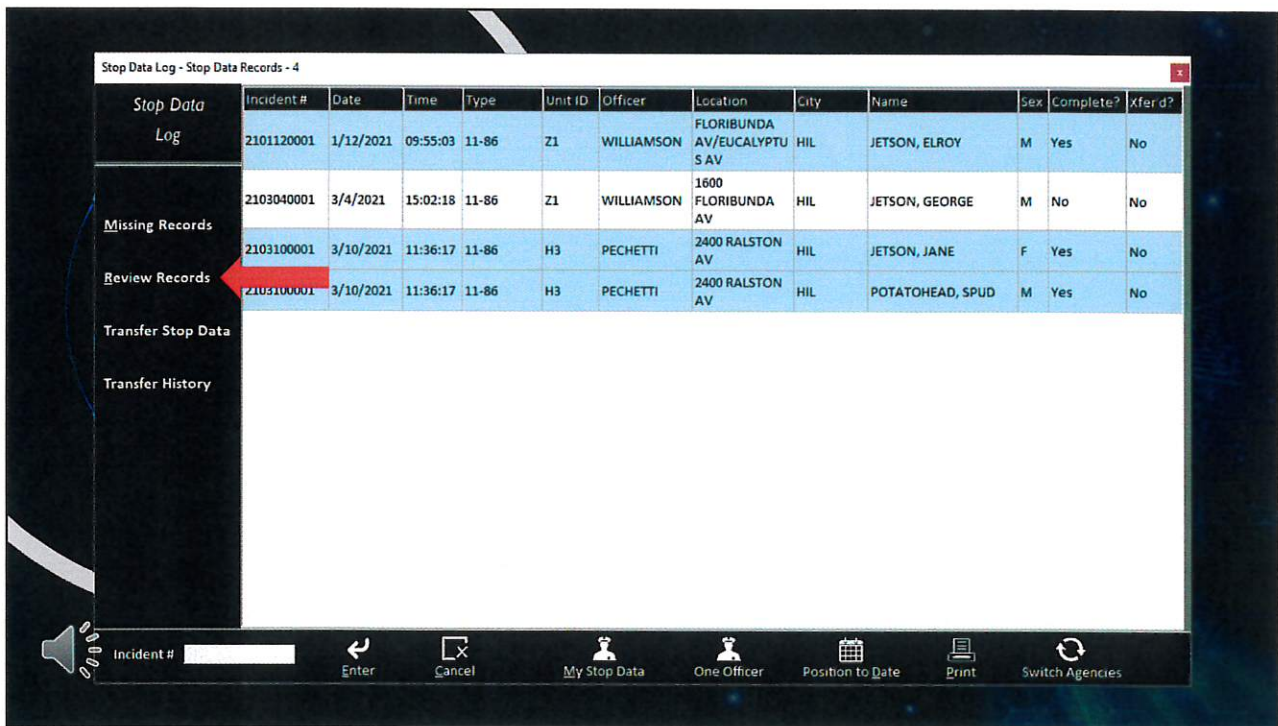 Stop Data Log - Stop Data Records - 4
x
Stop Data
Log
Missing Records
Review Records
Transfer Stop Data
Transfer History
Incident # Date Time Type Unit ID Officer Location City Name Sex Complete? Xfer'd?
FLORIBUNDA
2101120001 1/12/2021 09:55:03 11-86 Z1 WILLIAMSON AV/EUCALYPTU HIL JETSON, ELROY M Yes No
S AV
1600
2103040001 3/4/2021 15:02:18 11-86 Z1 WILLIAMSON FLORIBUNDA HIL JETSON, GEORGE M No No
AV
2103100001 3/10/2021 11:36:17 11-86 H3 PECHETTI 2400 RALSTON HIL JETSON, JANE F Yes No
AV
2103100001 3/10/2021 11:36:17 11-86 H3 PECHETTI 2400 RALSTON HIL POTATOHEAD, SPUD M Yes No
AV
Incident # Enter Cancel My Stop Data One Officer Position to Date Print Switch Agencies